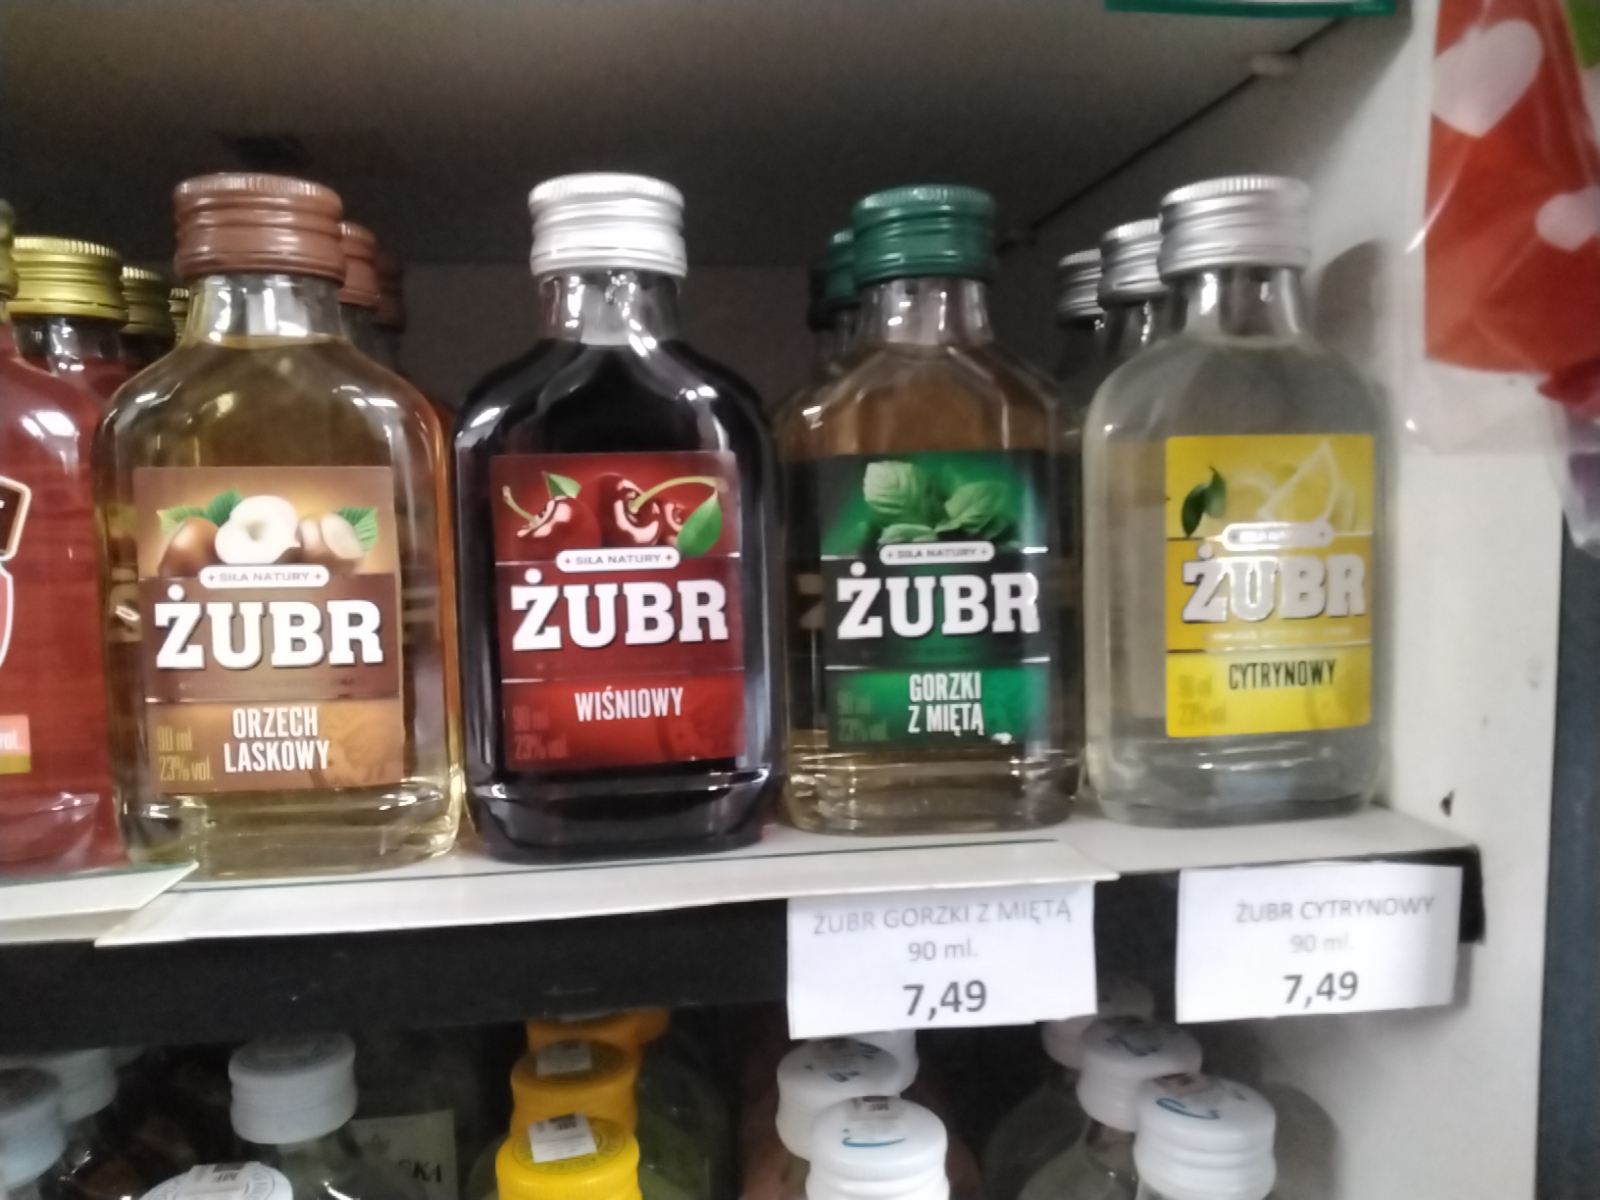 + SIŁA NATURY +
ŻUBR
ORZECH
LASKOWY
90 ml
23% vol.
+ SIŁA NATURY +
ŻUBR
WIŚNIOWY
90 ml
23% vol.
+ SIŁA NATURY +
ŻUBR
GORZKI
Z MIĘTĄ
90 ml
23% vol.
ŻUBR
CYTRYNOWY
90 ml
23% vol.
vol.
ŻUBR GORZKI Z MIĘTĄ
90 ml.
7,49
ŻUBR CYTRYNOWY
90 ml.
7,49
SKA